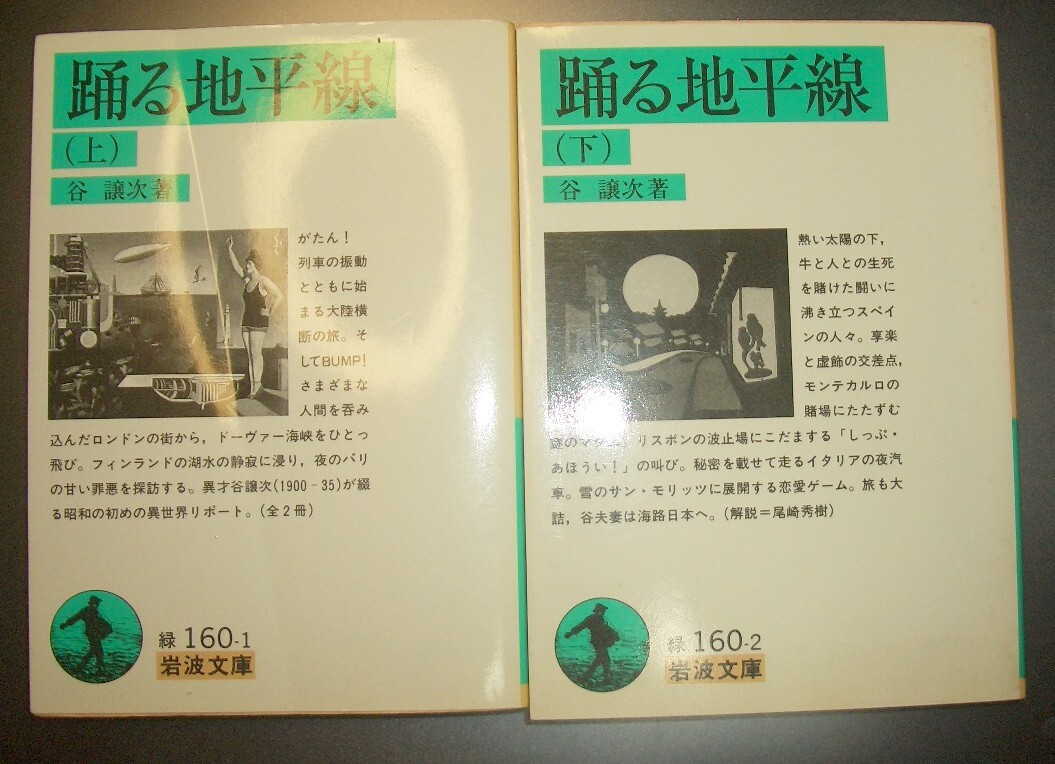 踊る地平線
(上)
谷 譲次著
がたん！
列車の振動
とともに始
まる大陸横
断の旅。そ
してBUMP!
さまざまな
人間を呑み
込んだロンドンの街から，ドーヴァー海峡をひとっ
飛び。フィンランドの湖水の静寂に浸り，夜のパリ
の甘い罪悪を探訪する。異才谷譲次(1900－35)が綴
る昭和の初めの異世界リポート。(全2冊)
緑 160-1
岩波文庫
踊る地平線
(下)
谷 譲次著
熱い太陽の下，
牛と人との生死
を賭けた闘いに
沸き立つスペイ
ンの人々。享楽
と虚飾の交差点，
モンテカルロの
賭場にたたずむ
謎のマダム。リスボンの波止場にこだまする「しっぷ・
あほうい！」の叫び。秘密を載せて走るイタリアの夜汽
車。雪のサン・モリッツに展開する恋愛ゲーム。旅も大
詰，谷夫妻は海路日本へ。(解説＝尾崎秀樹)
緑 160-2
岩波文庫